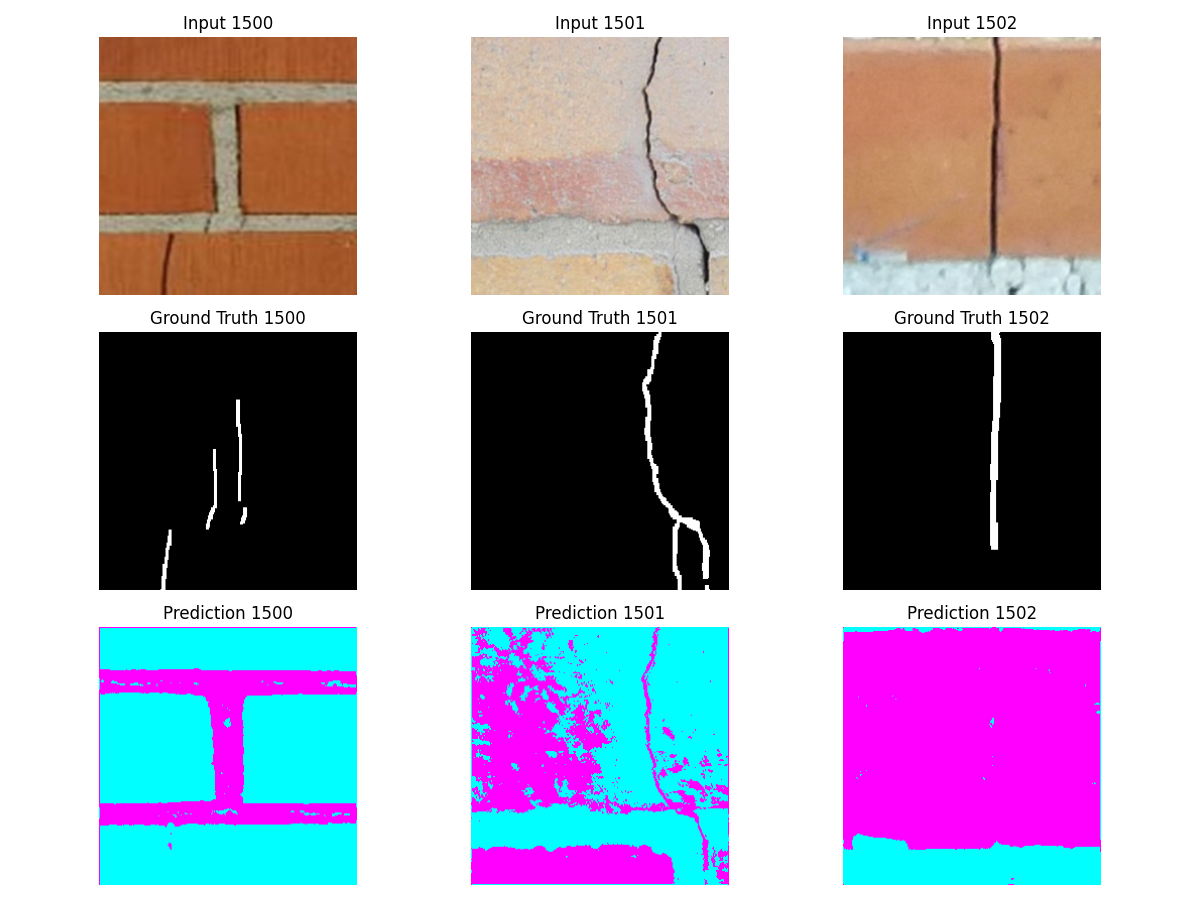 Input 1500
Input 1501
Input 1502
Ground Truth 1500
Ground Truth 1501
Ground Truth 1502
Prediction 1500
Prediction 1501
Prediction 1502